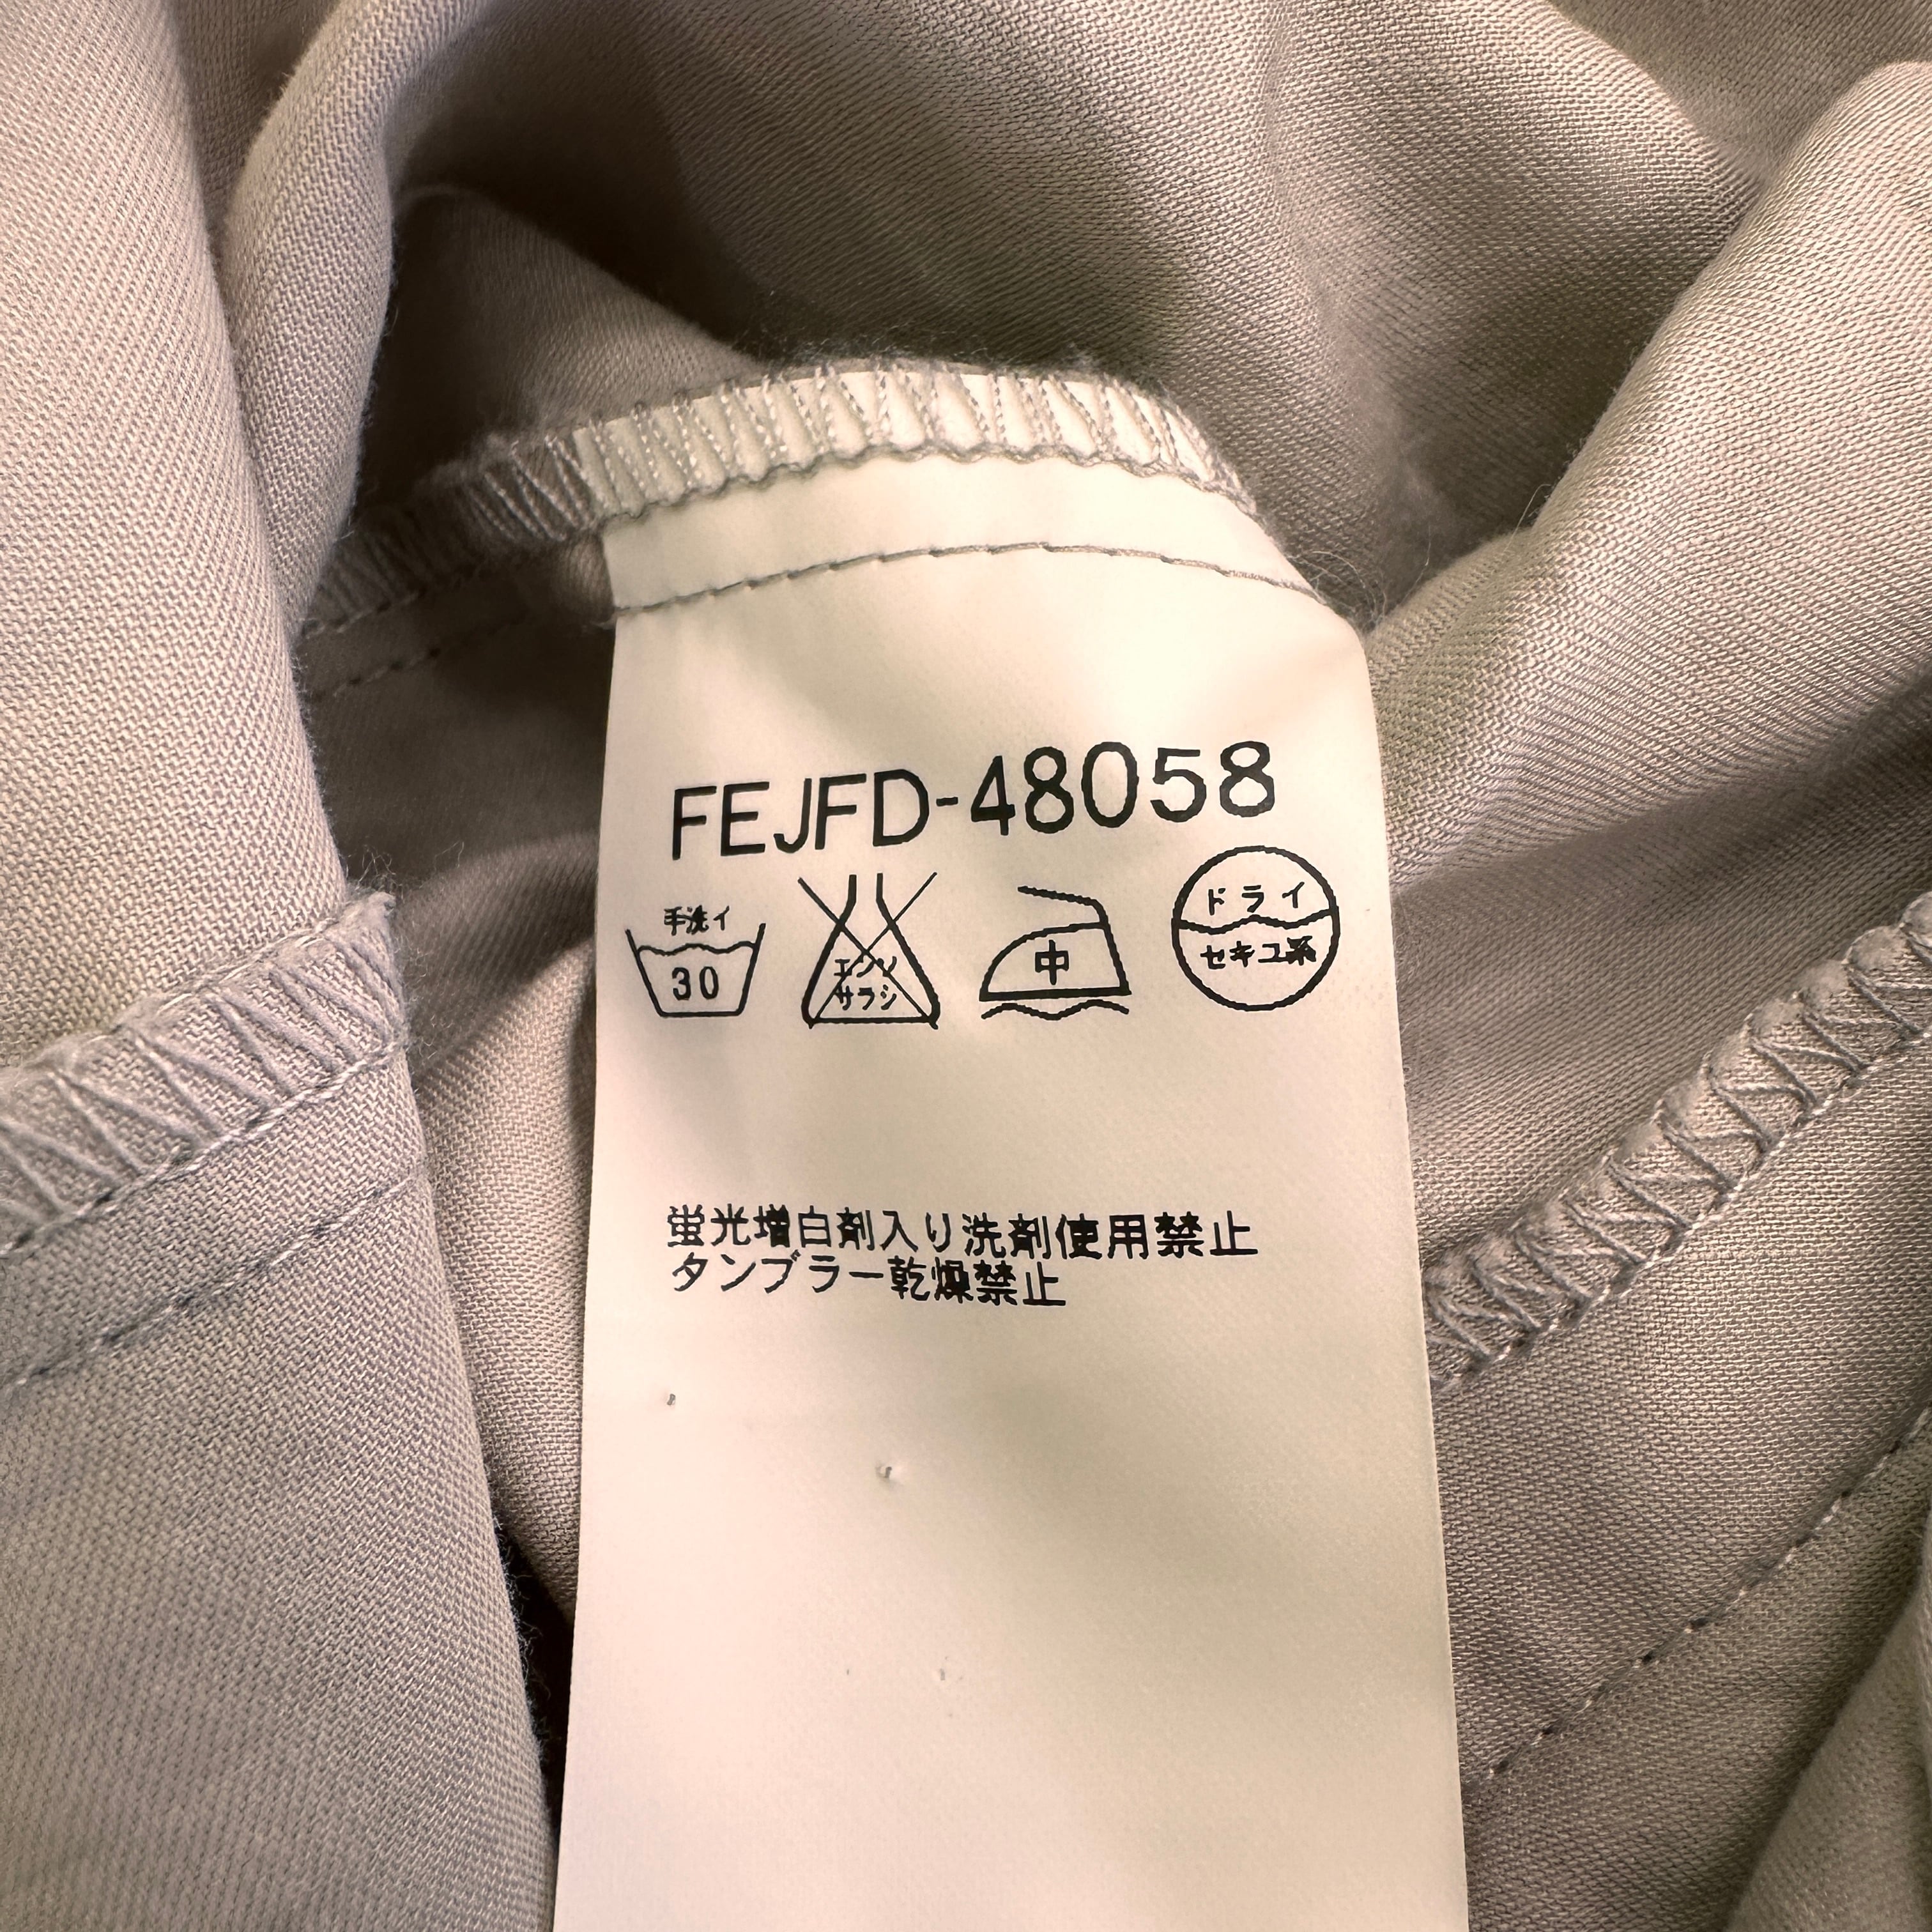 FEJFD-48058
手洗イ
30
エンソ
サラシ
中
ドライ
セキユ系
蛍光増白剤入り洗剤使用禁止
タンブラー乾燥禁止